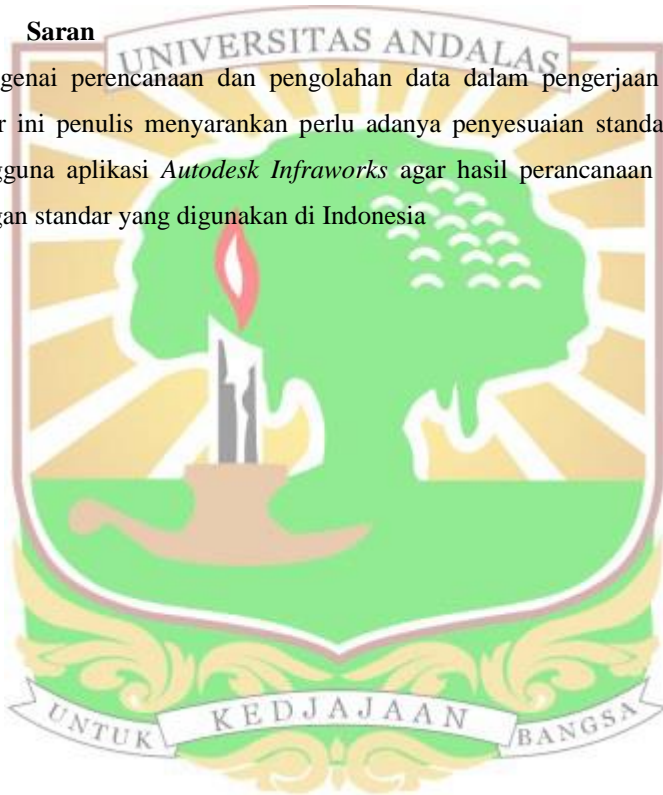 Saran
UNIVERSITAS ANDALAS
genai perencanaan dan pengolahan data dalam pengerjaan
r ini penulis menyarankan perlu adanya penyesuaian standa
gguna aplikasi Autodesk Infraworks agar hasil perancanaan
gan standar yang digunakan di Indonesia
UNTUK KEDJAJAAN BANGSA